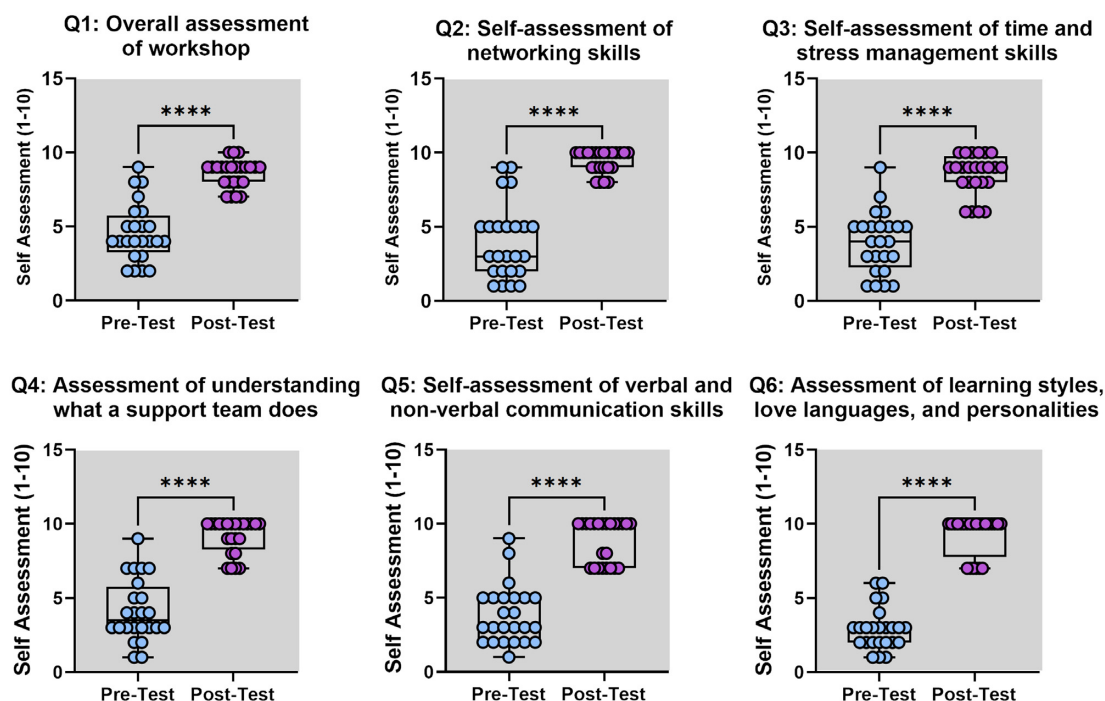 Q1: Overall assessment
of workshop
Self Assessment (1-10)
15
10
5
0
****
Pre-Test
Post-Test
Q2: Self-assessment of
networking skills
Self Assessment (1-10)
15
10
5
0
****
Pre-Test
Post-Test
Q3: Self-assessment of time and
stress management skills
Self Assessment (1-10)
15
10
5
0
****
Pre-Test
Post-Test
Q4: Assessment of understanding
what a support team does
Self Assessment (1-10)
15
10
5
0
****
Pre-Test
Post-Test
Q5: Self-assessment of verbal and
non-verbal communication skills
Self Assessment (1-10)
15
10
5
0
****
Pre-Test
Post-Test
Q6: Assessment of learning styles,
love languages, and personalities
Self Assessment (1-10)
15
10
5
0
****
Pre-Test
Post-Test